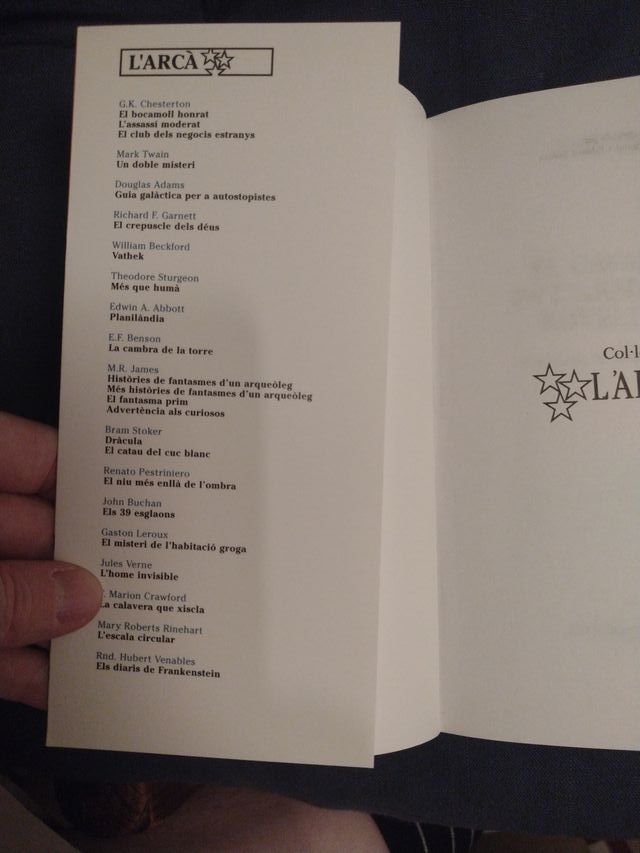 L'ARCÀ
G.K. Chesterton
El bocamoll honrat
L'assassí moderat
El club dels negocis estranys
Mark Twain
Un doble misteri
Douglas Adams
Guia galàctica per a autostopistes
Richard F. Garnett
El crepuscle dels déus
William Beckford
Vathek
Theodore Sturgeon
Més que humà
Edwin A. Abbott
Planilàndia
E.F. Benson
La cambra de la torre
M.R. James
Històries de fantasmes d'un arqueòleg
Més històries de fantasmes d'un arqueòleg
El fantasma prim
Advertència als curiosos
Bram Stoker
Dràcula
El catau del cuc blanc
Renato Pestriniero
El niu més enllà de l'ombra
John Buchan
Els 39 esglaons
Gaston Leroux
El misteri de l'habitació groga
Jules Verne
L'home invisible
Marion Crawford
La calavera que xiscla
Mary Roberts Rinehart
L'escala circular
Rnd. Hubert Venables
Els diaris de Frankenstein
Col·l
L'A